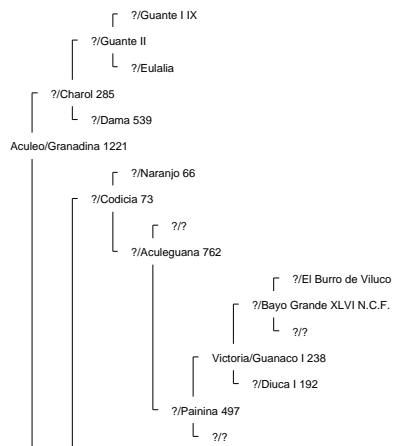 ?/Guante I IX
?/Guante II
?/Eulalia
?/Charol 285
?/Dama 539
Aculeo/Granadina 1221
?/Naranjo 66
?/Codicia 73
?/?
?/Aculeguana 762
?/El Burro de Viluco
?/Bayo Grande XLVI N.C.F.
?/?
Victoria/Guanaco I 238
?/Diuca I 192
?/Painina 497
?/?